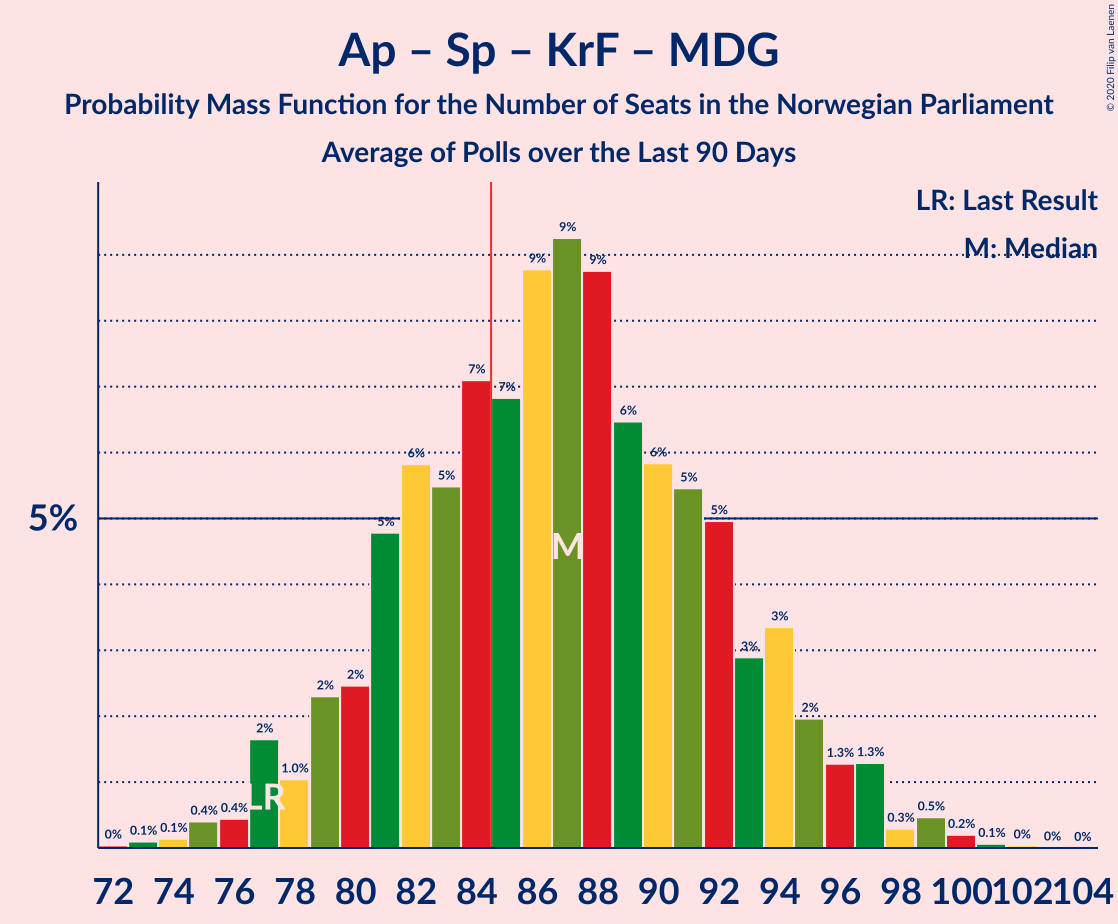 Ap – Sp – KrF – MDG
Probability Mass Function for the Number of Seats in the Norwegian Parliament
Average of Polls over the Last 90 Days
© 2020 Filip van Laenen
LR: Last Result
M: Median
5%
0% 0.1% 0.1% 0.4% 0.4% 2% 1.0% 2% 2% 5% 6% 5% 7% 7% 9% 9% 9% 6% 6% 5% 5% 3% 3% 2% 1.3% 1.3% 0.3% 0.5% 0.2% 0.1% 0% 0% 0%
LR
M
72 74 76 78 80 82 84 86 88 90 92 94 96 98 100 102 104